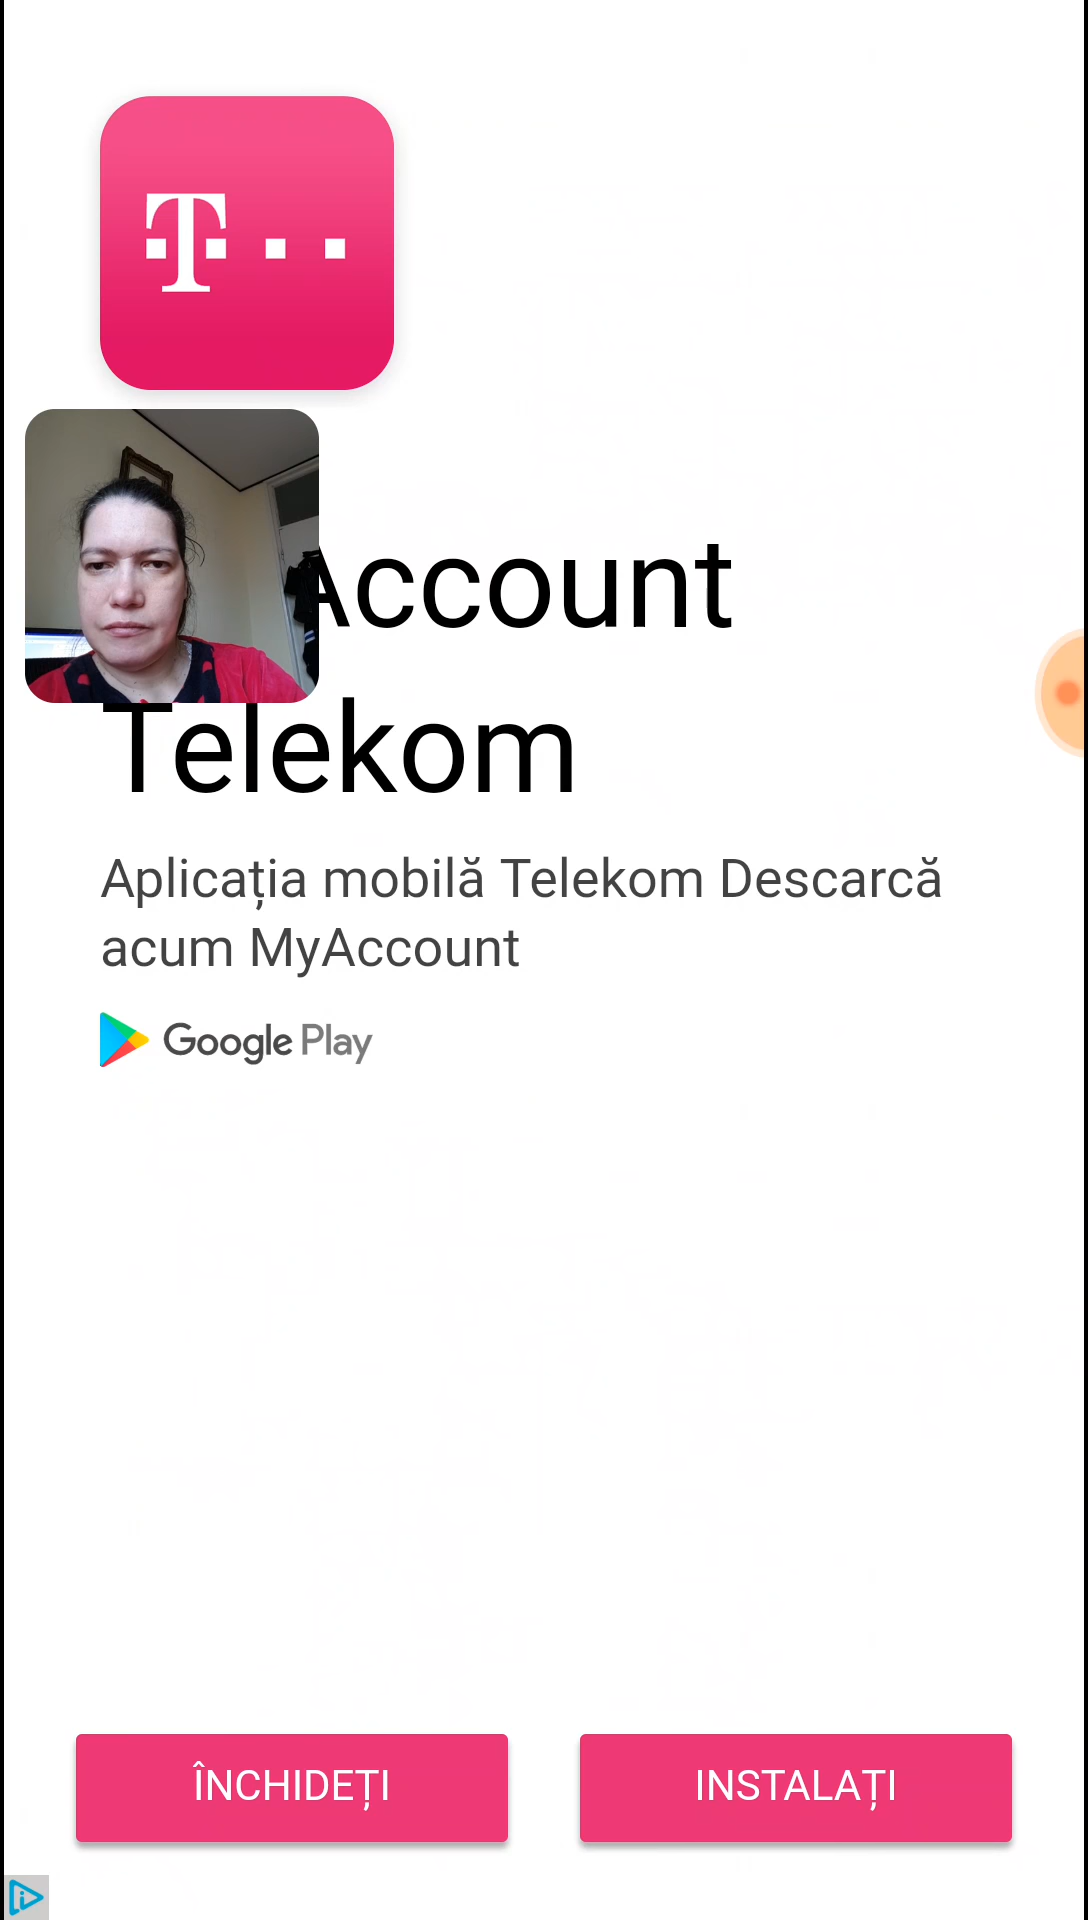 T
Account
Telekom
Aplicația mobilă Telekom Descarcă
acum MyAccount
Google Play
ÎNCHIDEȚI
INSTALAȚI